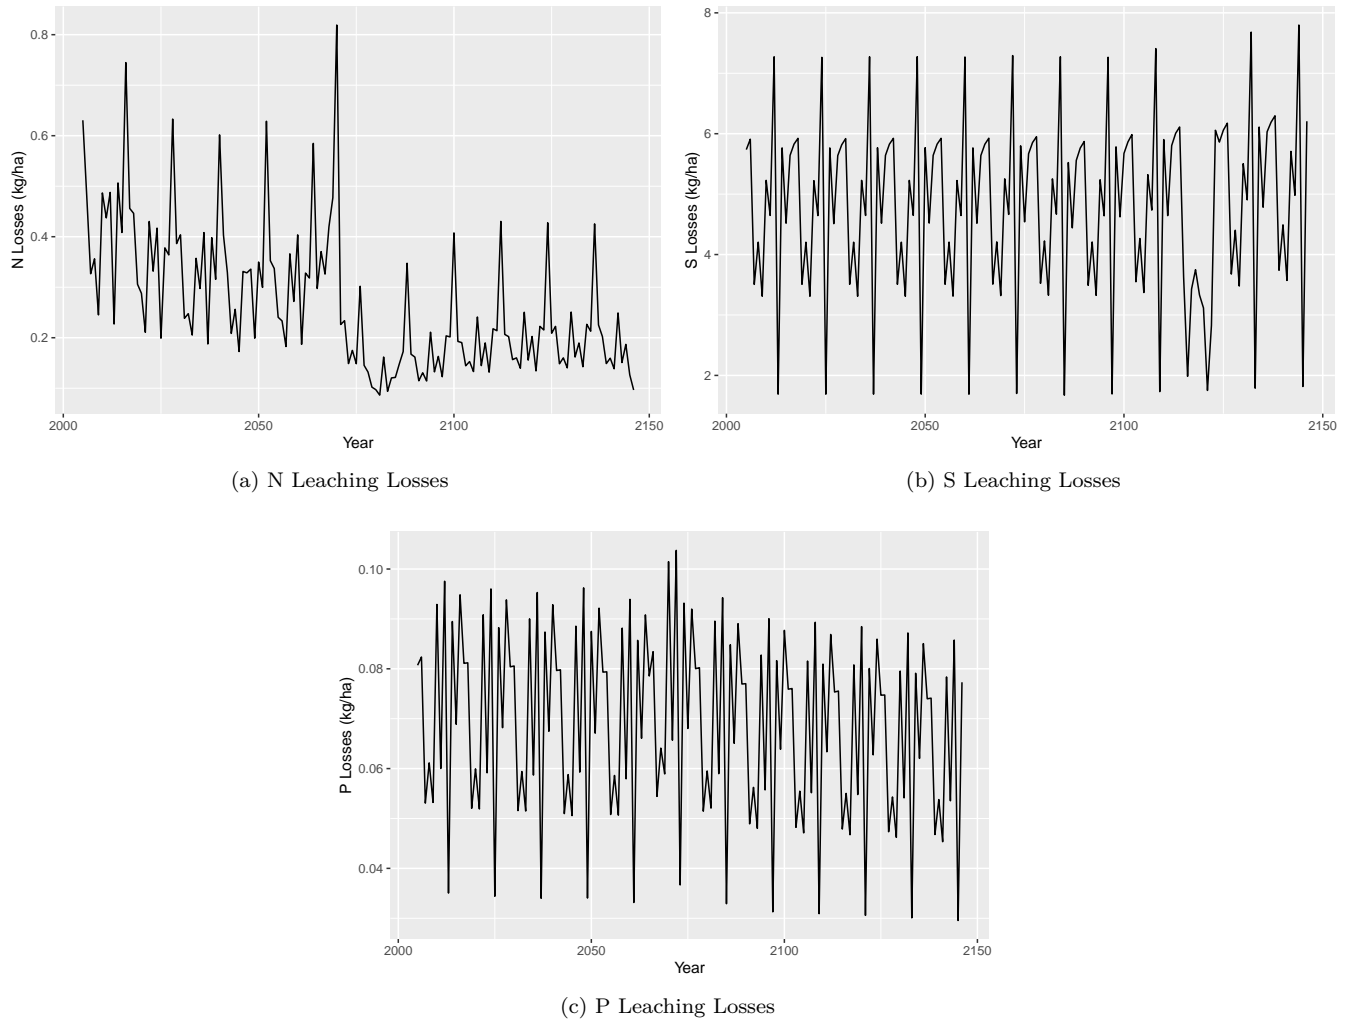 0.8
0.6
0.4
0.2
N Losses (kg/ha)
2000 2050 2100 2150
Year
(a) N Leaching Losses
8
6
4
2
S Losses (kg/ha)
2000 2050 2100 2150
Year
(b) S Leaching Losses
0.10
0.08
0.06
0.04
P Losses (kg/ha)
2000 2050 2100 2150
Year
(c) P Leaching Losses